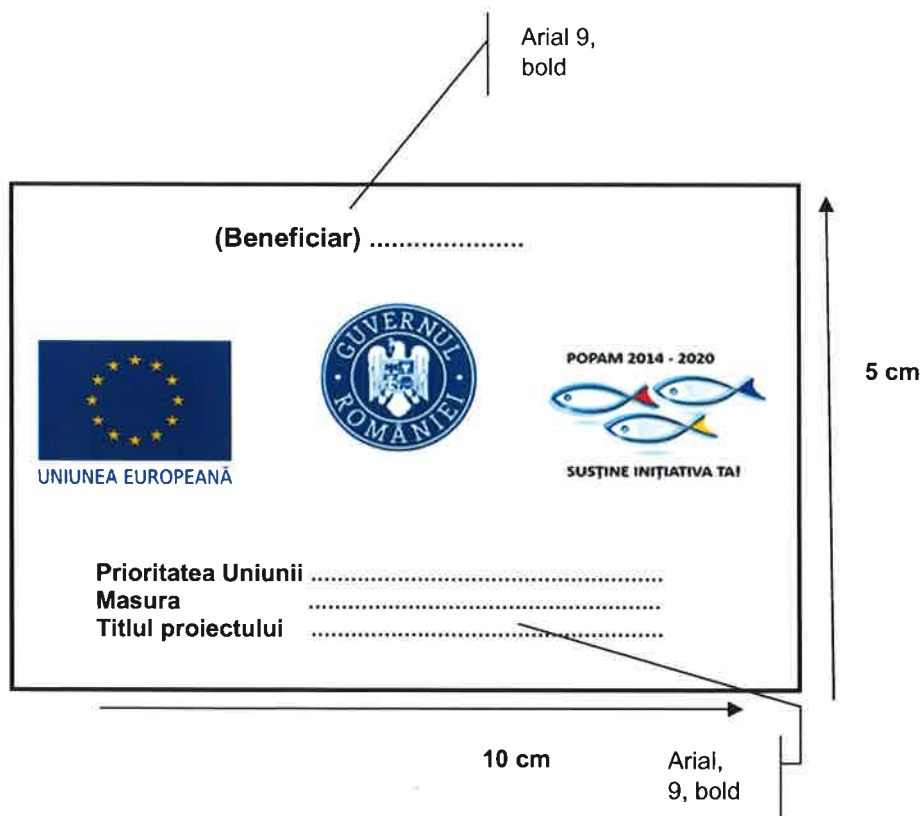 Arial 9,
bold
(Beneficiar) ....................
GUVERNUL ROMÂNIEI
POPAM 2014 - 2020
5 cm
UNIUNEA EUROPEANĂ
SUSȚINE INIȚIATIVA TA!
Prioritatea Uniunii ..................................................
Masura ..................................................
Titlul proiectului ..................................................
10 cm
Arial,
9, bold